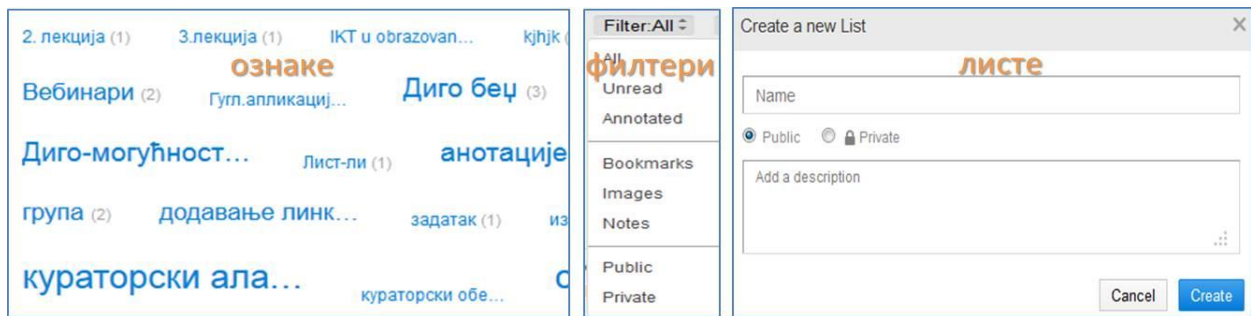 2. лекција (1) 3.лекција (1) IKT u obrazovan... kjhjk
ознаке
Вебинари (2) Гугл.апликациј... Диго беџ (3)
Диго-могућност... Лист-ли (1) анотације
група (2) додавање линк... задатак (1) из
кураторски ала... кураторски обе...
Filter:All
All
филтери
Unread
Annotated
Bookmarks
Images
Notes
Public
Private
Create a new List
листе
Name
Public Private
Add a description
Cancel Create